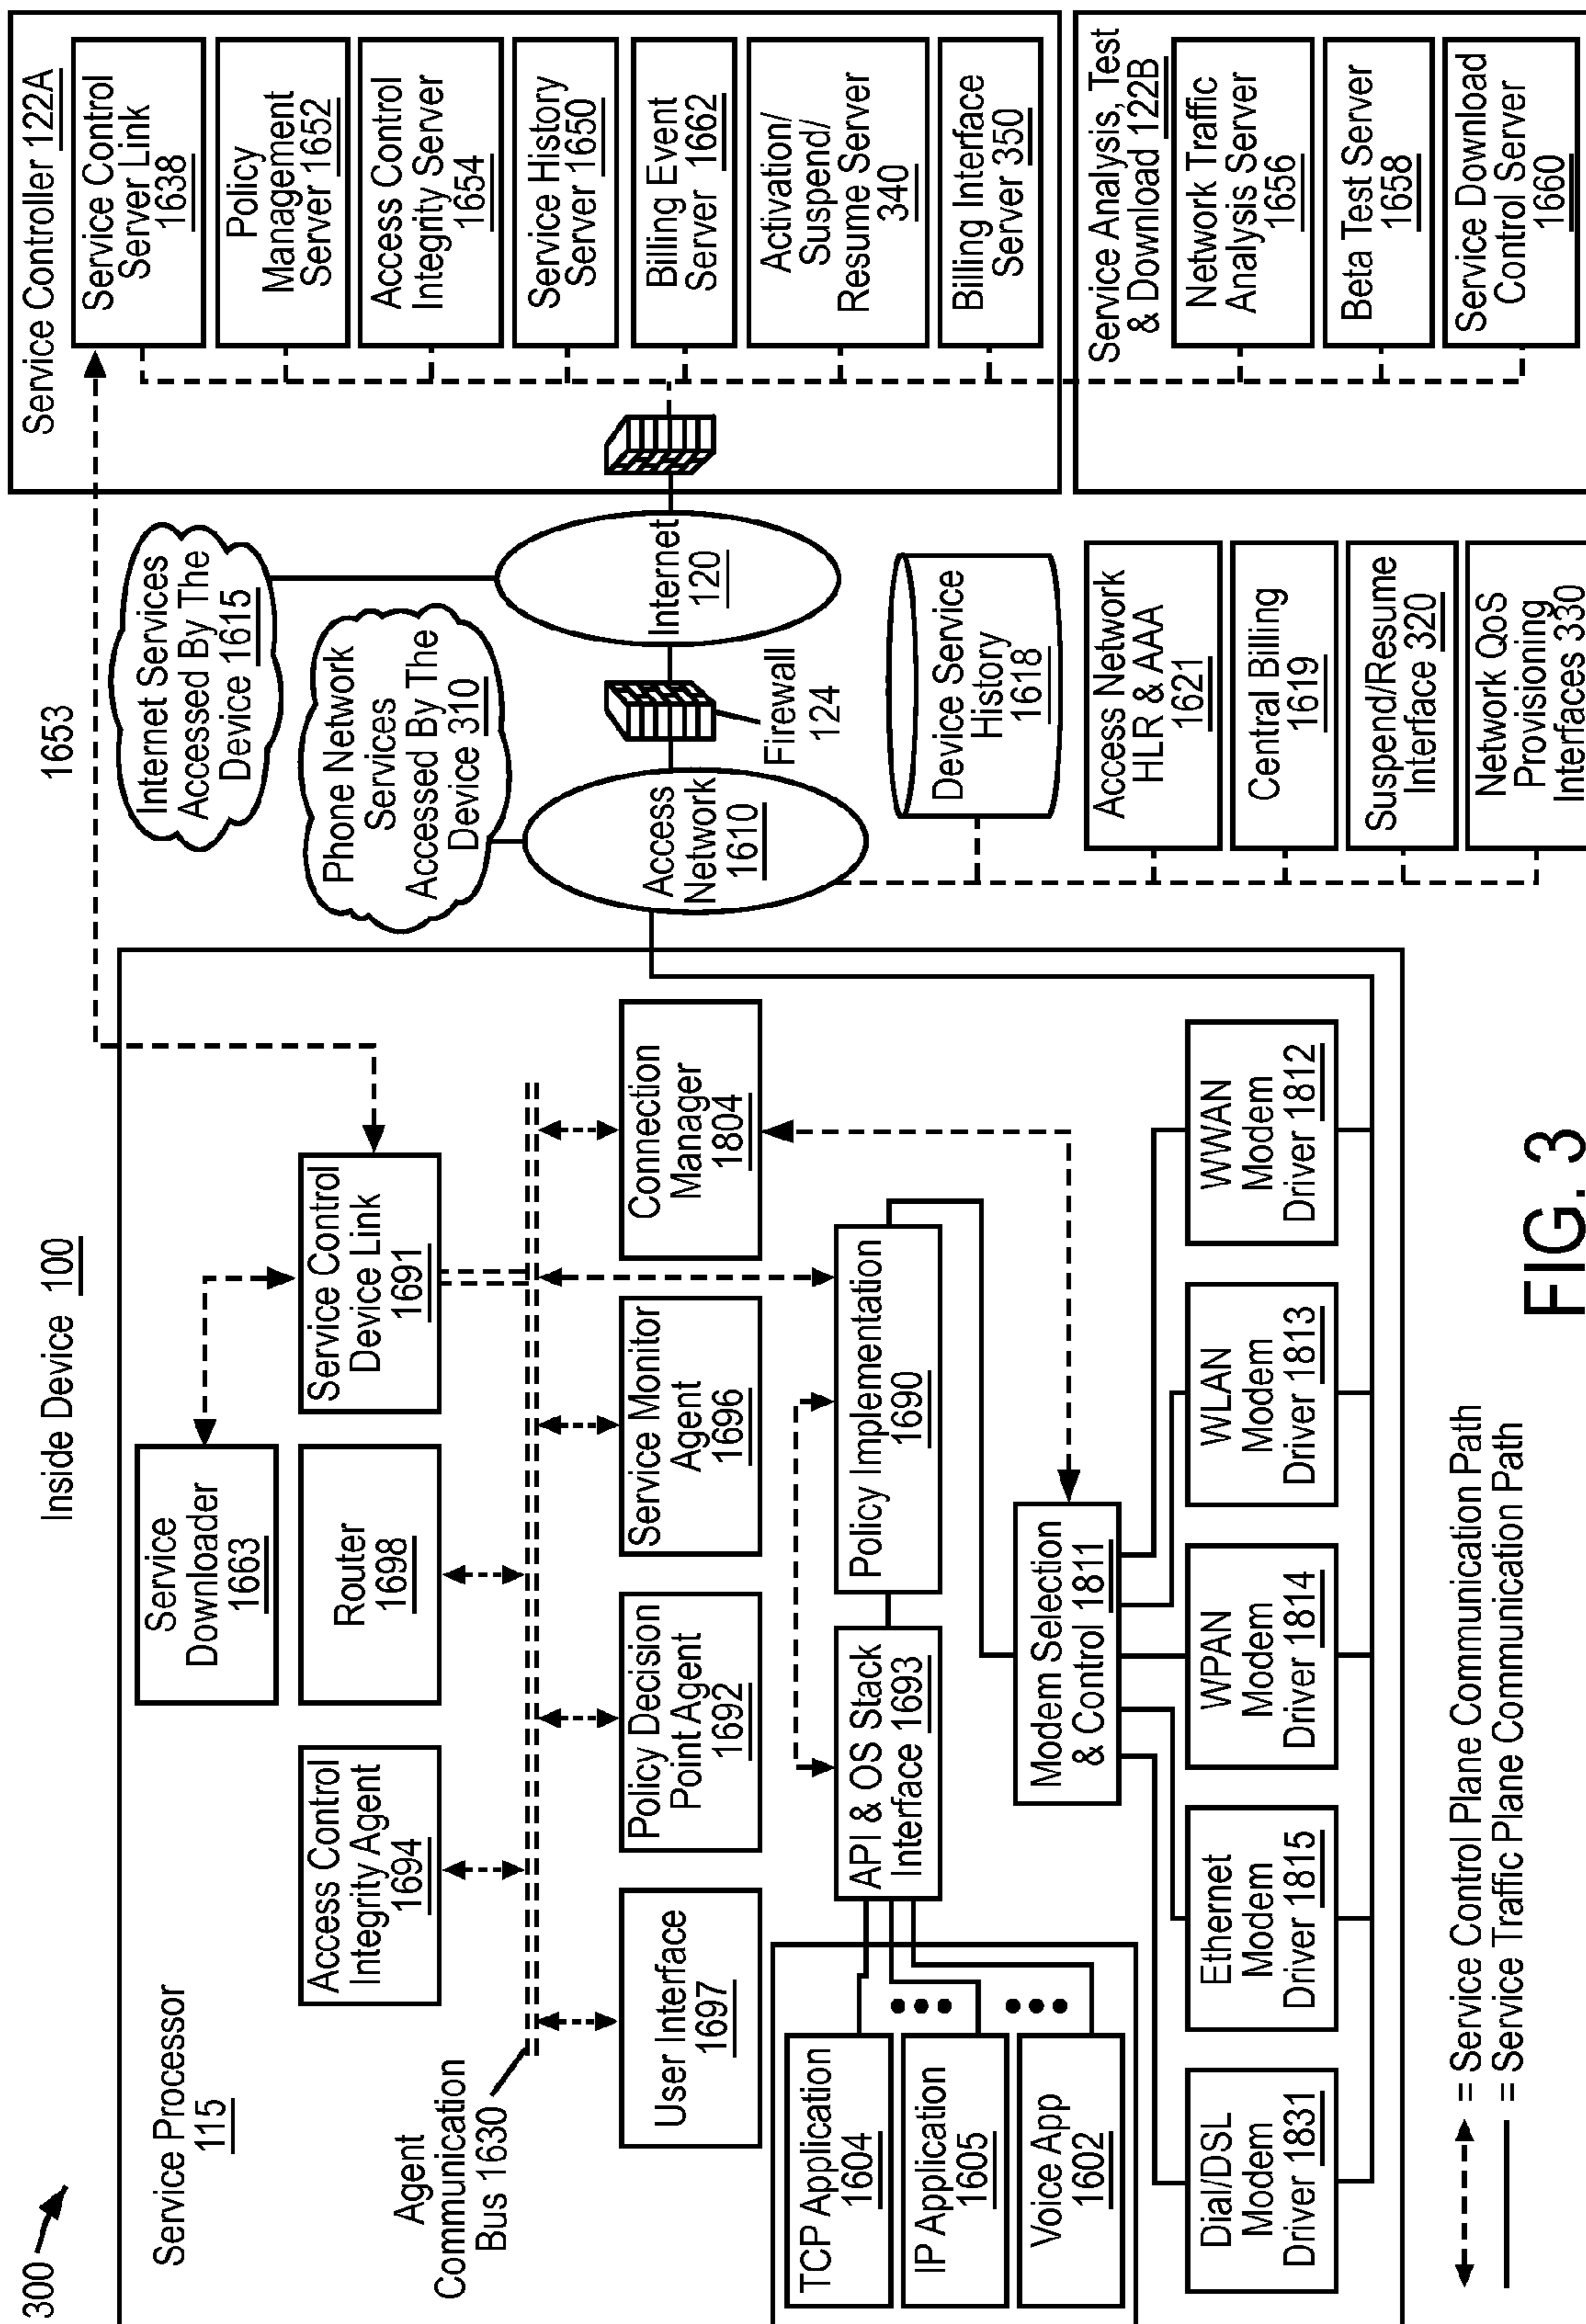 300
Inside Device 100
Service Processor
115
Service
Downloader
1663
Access Control
Integrity Agent
1694
Router
1698
Service Control
Device Link
1691
Agent
Communication
Bus 1630
User Interface
1697
Policy Decision
Point Agent
1692
Service Monitor
Agent
1696
Connection
Manager
1804
TCP Application
1604
IP Application
1605
Voice App
1602
API & OS Stack
Interface 1693
Policy Implementation
1690
Modem Selection
& Control 1811
Dial/DSL
Modem
Driver 1831
Ethernet
Modem
Driver 1815
WPAN
Modem
Driver 1814
WLAN
Modem
Driver 1813
WWAN
Modem
Driver 1812
1653
Internet Services
Accessed By The
Device 1615
Phone Network
Services
Accessed By The
Device 310
Access
Network
1610
Firewall
124
Internet
120
Device Service
History
1618
Access Network
HLR & AAA
1621
Central Billing
1619
Suspend/Resume
Interface 320
Network QoS
Provisioning
Interfaces 330
Service Controller 122A
Service Control
Server Link
1638
Policy
Management
Server 1652
Access Control
Integrity Server
1654
Service History
Server 1650
Billing Event
Server 1662
Activation/
Suspend/
Resume Server
340
Billing Interface
Server 350
Service Analysis, Test
& Download 122B
Network Traffic
Analysis Server
1656
Beta Test Server
1658
Service Download
Control Server
1660
= Service Control Plane Communication Path
= Service Traffic Plane Communication Path
FIG. 3